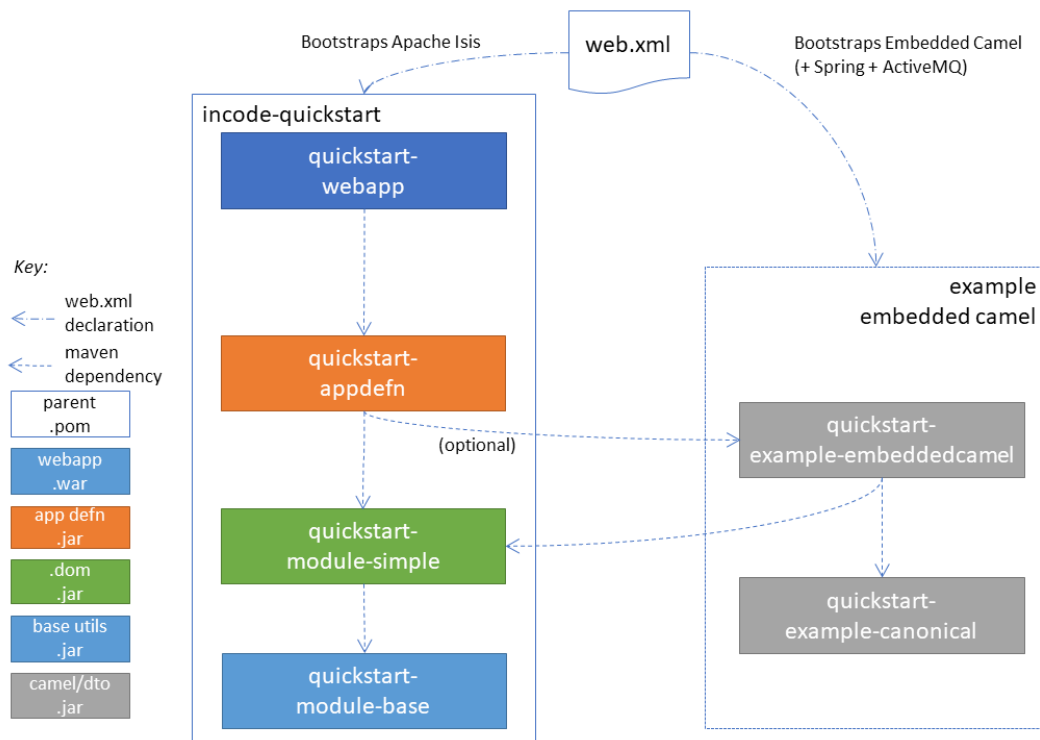 Bootstraps Apache Isis
web.xml
Bootstraps Embedded Camel
(+ Spring + ActiveMQ)
incode-quickstart
quickstart-
webapp
Key:
web.xml
declaration
maven
dependency
parent
.pom
webapp
.war
app defn
.jar
.dom
.jar
base utils
.jar
camel/dto
.jar
quickstart-
appdefn
(optional)
quickstart-
module-simple
quickstart-
module-base
example
embedded camel
quickstart-
example-embeddedcamel
quickstart-
example-canonical